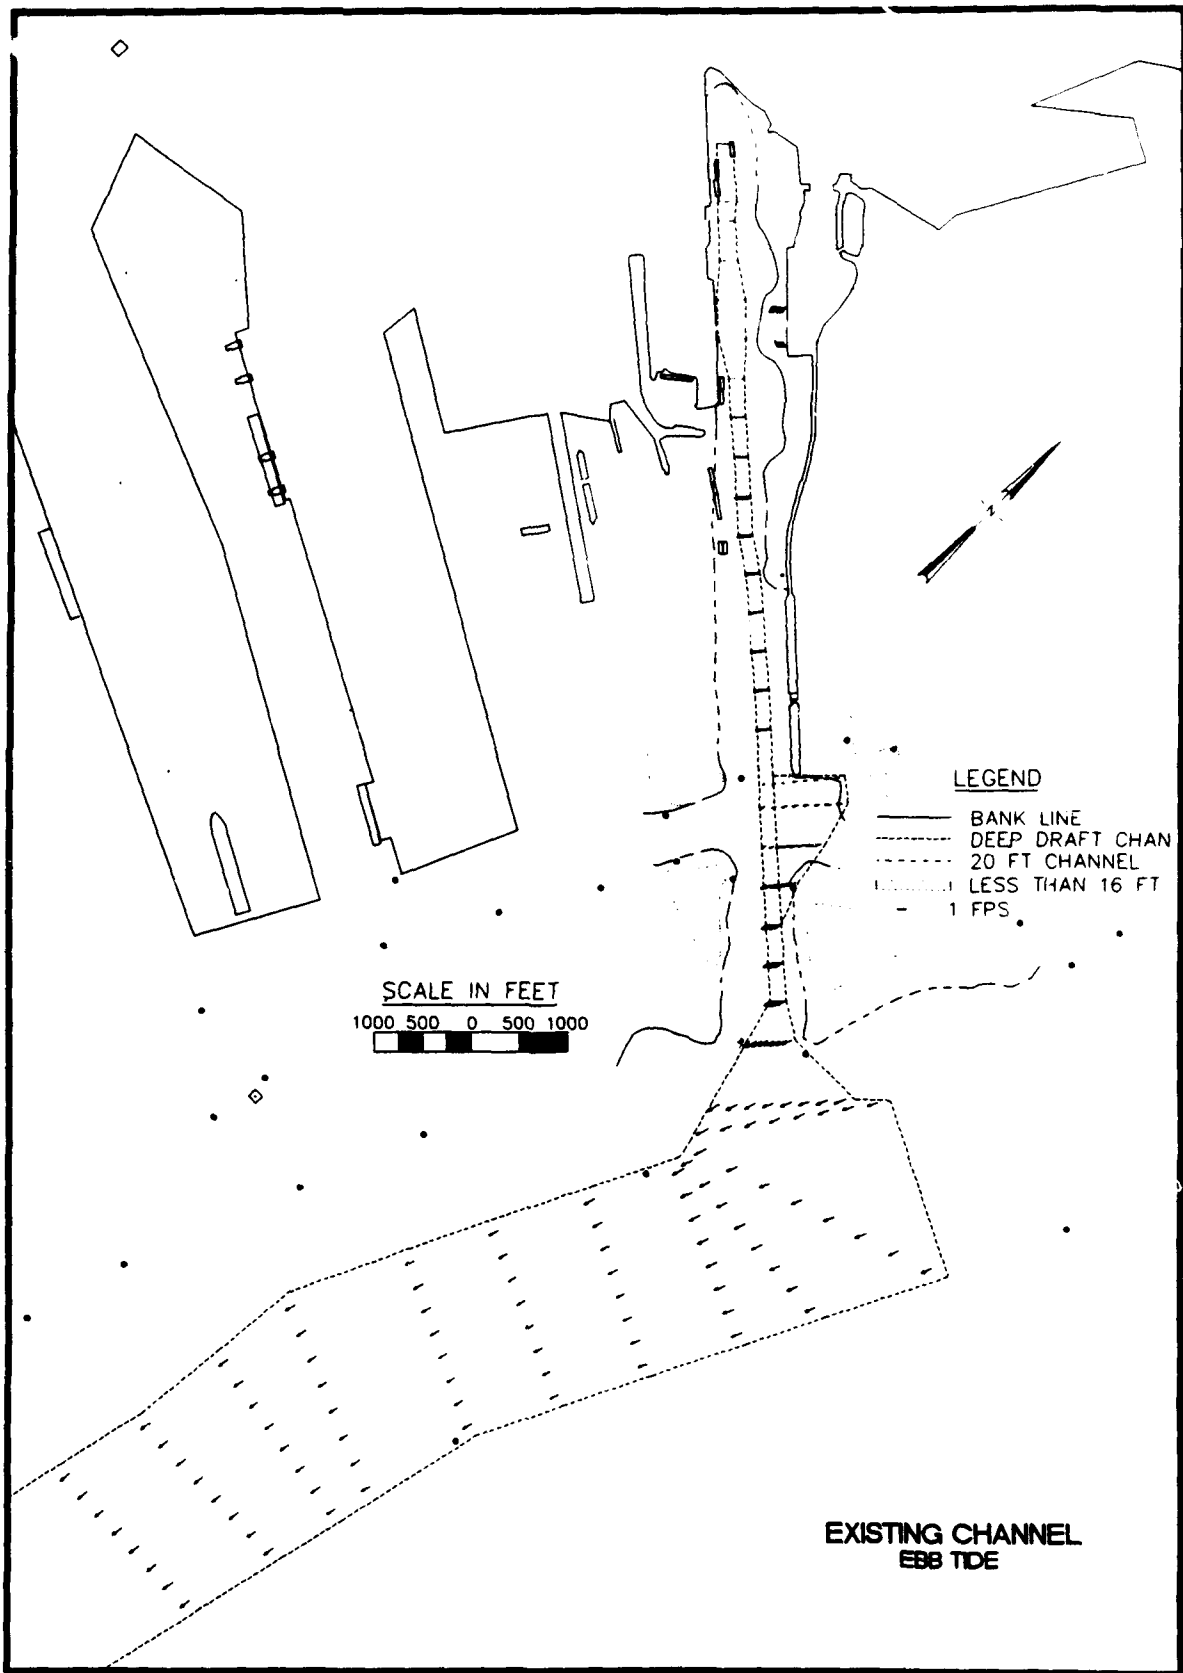 N
LEGEND
BANK LINE
DEEP DRAFT CHAN
20 FT CHANNEL
LESS THAN 16 FT
1 FPS
SCALE IN FEET
1000 500 0 500 1000
EXISTING CHANNEL
EBB TIDE